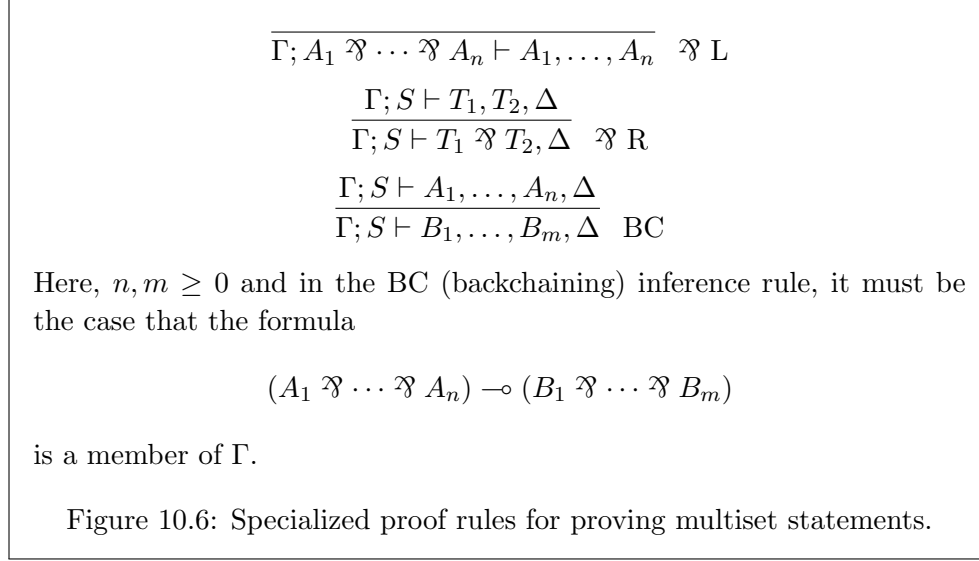 Γ; A₁ ⅋ ⋯ ⅋ Aₙ ⊢ A₁, …, Aₙ ⅋ L
Γ; S ⊢ T₁, T₂, Δ
Γ; S ⊢ T₁ ⅋ T₂, Δ ⅋ R
Γ; S ⊢ A₁, …, Aₙ, Δ
Γ; S ⊢ B₁, …, Bₘ, Δ BC
Here, n, m ≥ 0 and in the BC (backchaining) inference rule, it must be
the case that the formula
(A₁ ⅋ ⋯ ⅋ Aₙ) ⊸ (B₁ ⅋ ⋯ ⅋ Bₘ)
is a member of Γ.
Figure 10.6: Specialized proof rules for proving multiset statements.